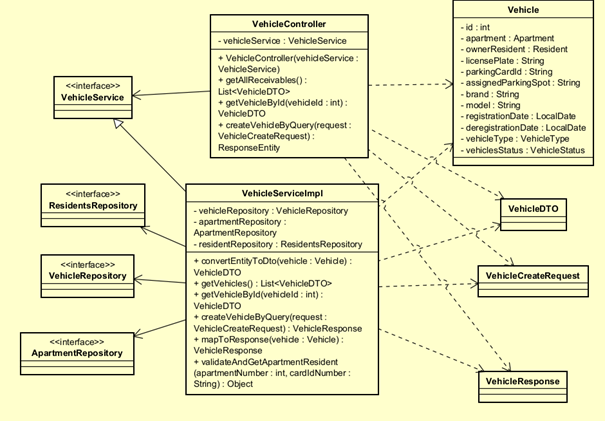 VehicleController
- vehicleService : VehicleService
+ VehicleController(vehicleService :
VehicleService)
+ getAllReceivables() :
List<VehicleDTO>
+ getVehicleById(vehicleId : int) :
VehicleDTO
+ createVehicleByQuery(request :
VehicleCreateRequest) :
ResponseEntity
Vehicle
- id : int
- apartment : Apartment
- ownerResident : Resident
- licensePlate : String
- parkingCardId : String
- assignedParkingSpot : String
- brand : String
- model : String
- registrationDate : LocalDate
- deregistrationDate : LocalDate
- vehicleType : VehicleType
- vehiclesStatus : VehicleStatus
<<interface>>
VehicleService
<<interface>>
ResidentsRepository
<<interface>>
VehicleRepository
<<interface>>
ApartmentRepository
VehicleServiceImpl
- vehicleRepository : VehicleRepository
- apartmentRepository :
ApartmentRepository
- residentRepository : ResidentsRepository
+ convertEntityToDto(vehicle : Vehicle) :
VehicleDTO
+ getVehicles() : List<VehicleDTO>
+ getVehicleById(vehicleId : int) :
VehicleDTO
+ createVehicleByQuery(request :
VehicleCreateRequest) : VehicleResponse
+ mapToResponse(vehicle : Vehicle) :
VehicleResponse
+ validateAndGetApartmentResident
(apartmentNumber : int, cardIdNumber :
String) : Object
VehicleDTO
VehicleCreateRequest
VehicleResponse